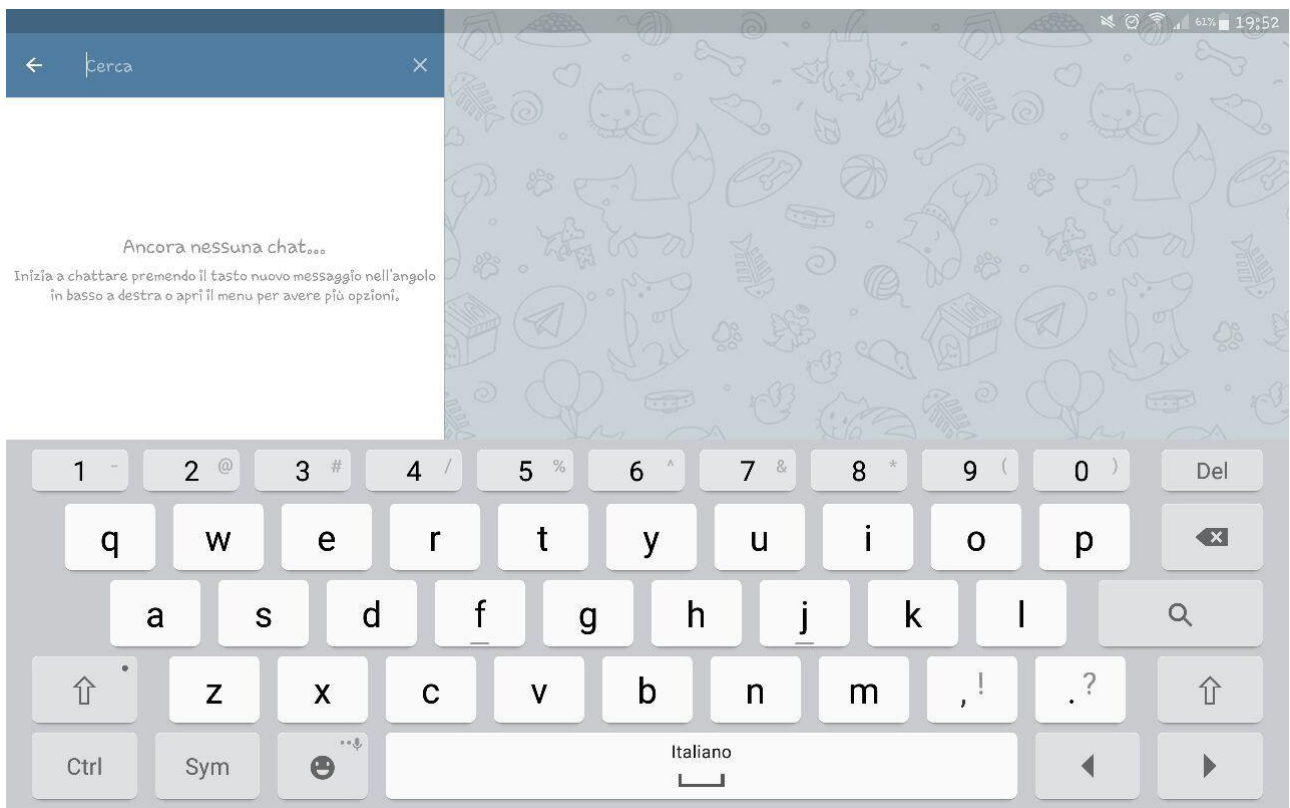 61% 19:52
Cerca
Ancora nessuna chat...
Inizia a chattare premendo il tasto nuovo messaggio nell'angolo
in basso a destra o apri il menu per avere più opzioni.
1 - 2 @ 3 # 4 / 5 % 6 ^ 7 & 8 * 9 ( 0 ) Del
q w e r t y u i o p
a s d f g h j k l
z x c v b n m , ! . ?
Ctrl Sym Italiano